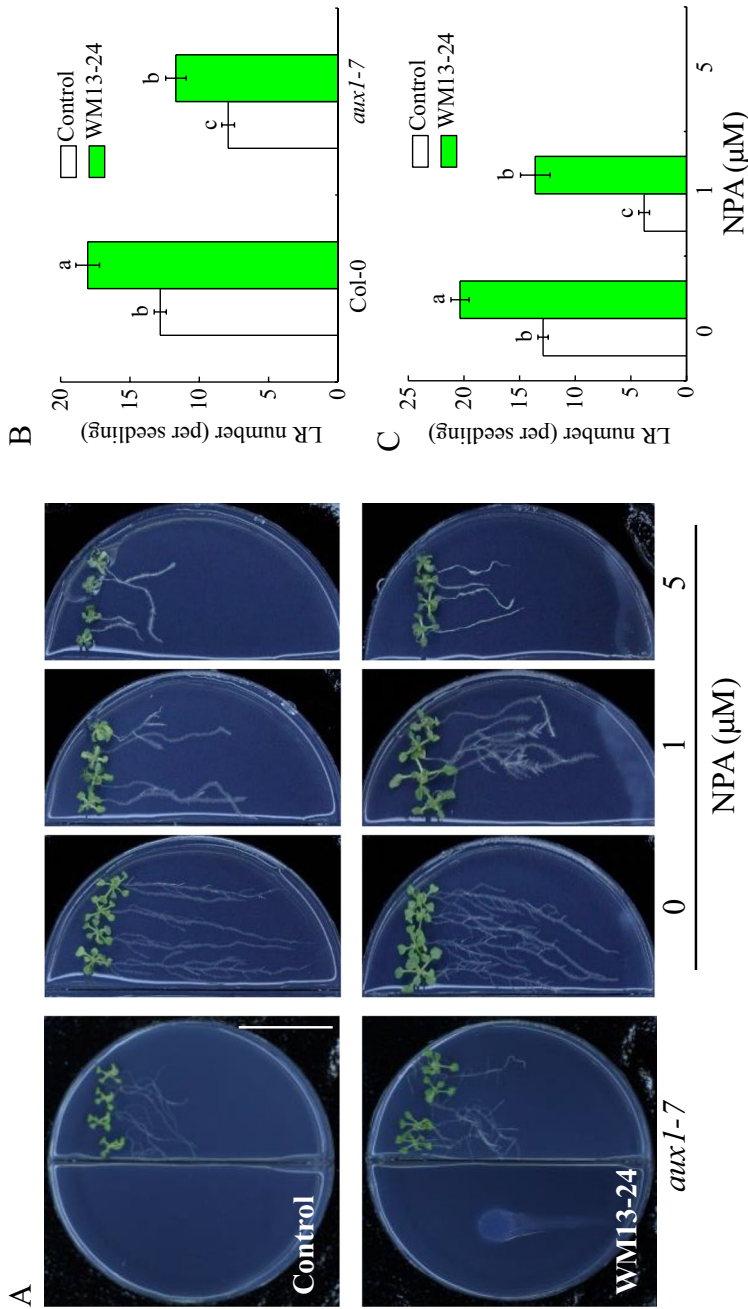 A
Control
WM13-24
aux1-7
0
1
5
NPA (μM)
B
LR number (per seedling)
20
15
10
5
0
Control
WM13-24
b
a
c
b
Col-0
aux1-7
C
LR number (per seedling)
25
20
15
10
5
0
Control
WM13-24
b
a
c
b
0
1
5
NPA (μM)